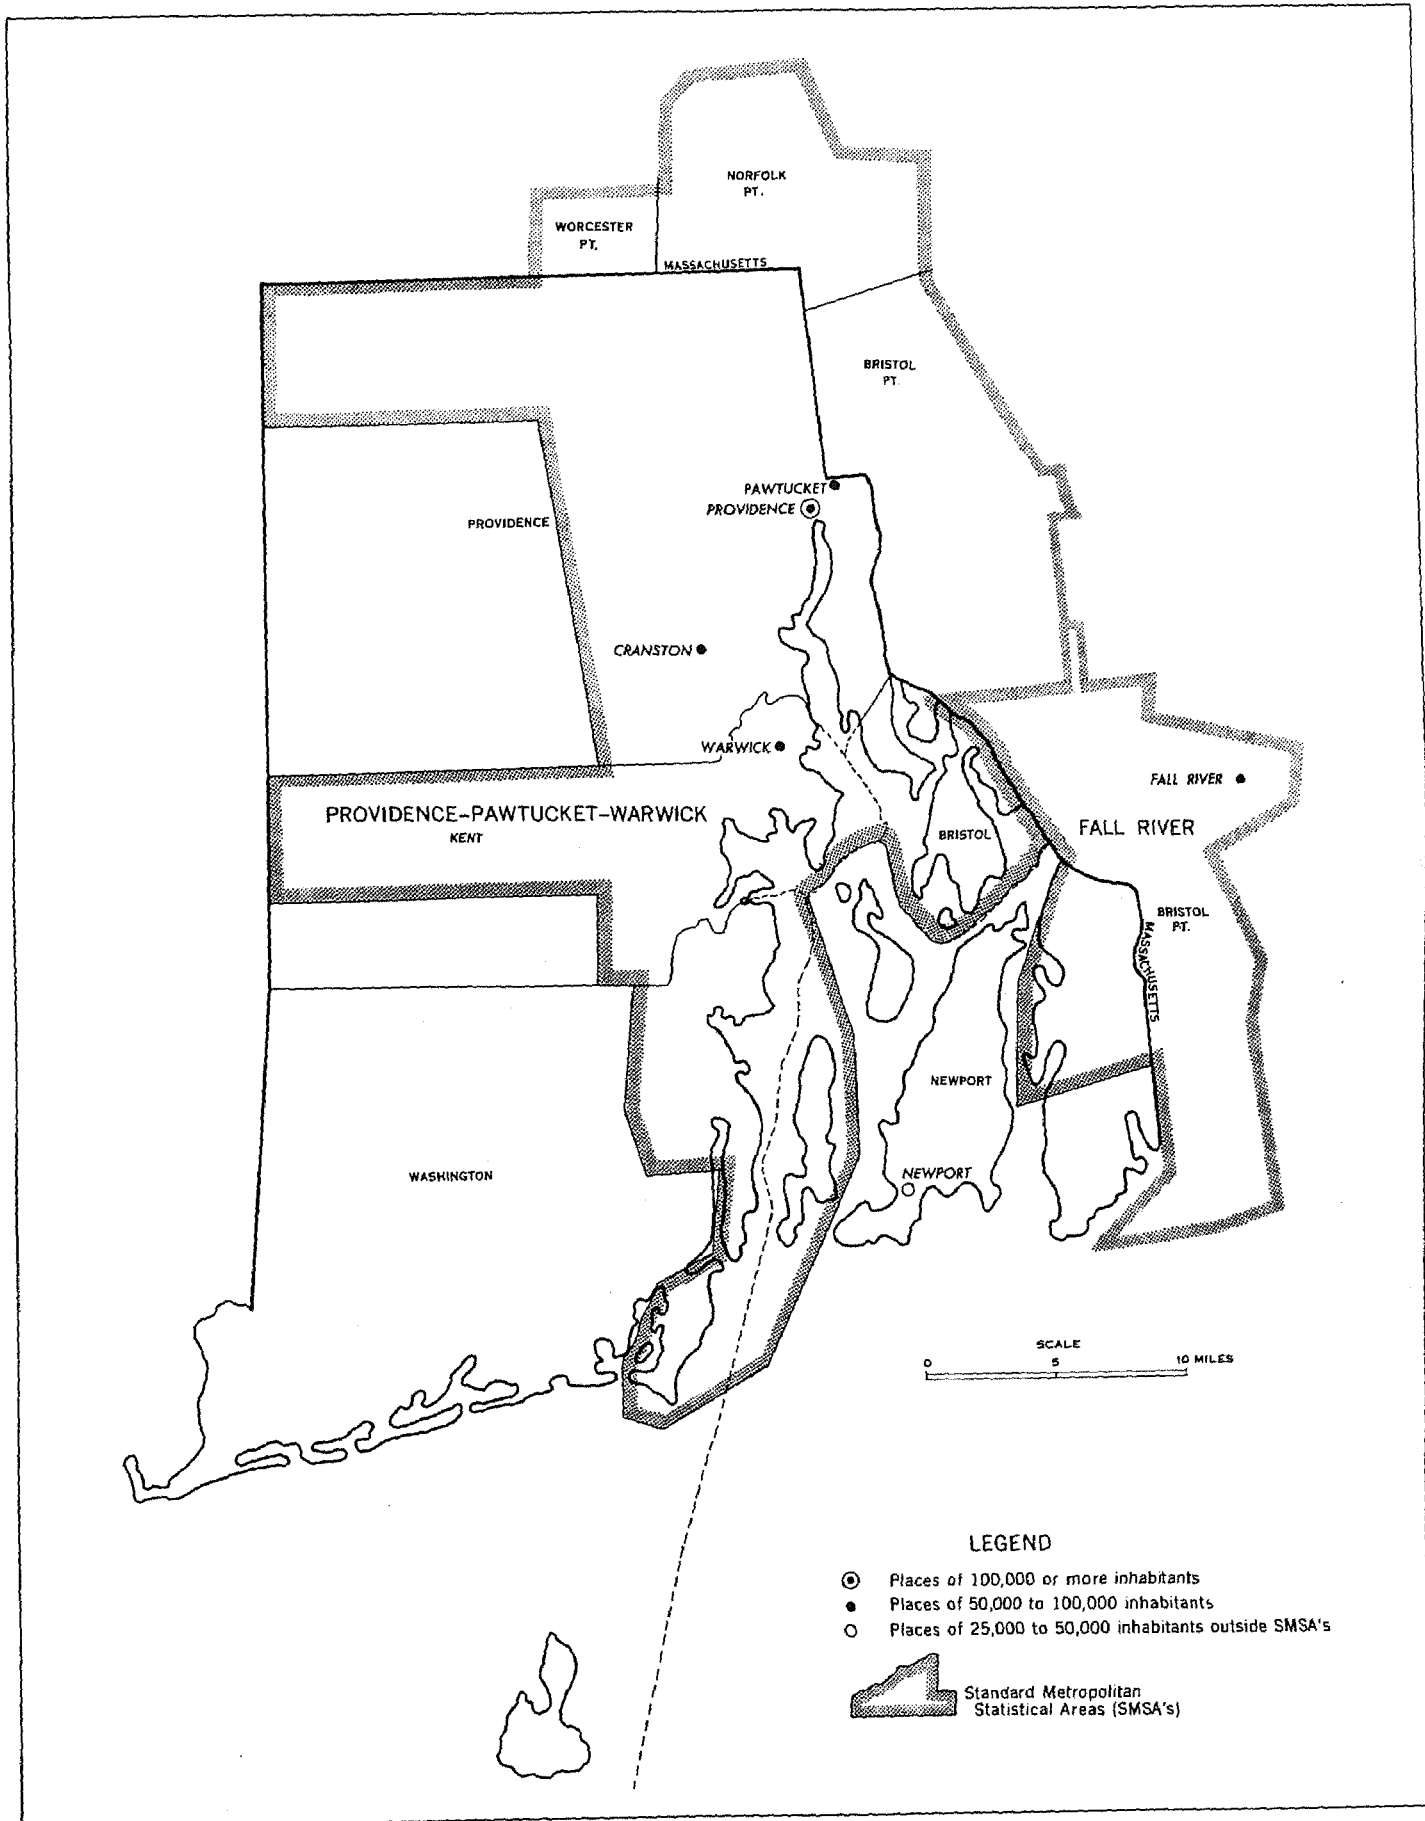 NORFOLK
PT.
WORCESTER
PT.
MASSACHUSETTS
BRISTOL
PT.
PAWTUCKET
PROVIDENCE
PROVIDENCE
CRANSTON
WARWICK
FALL RIVER
PROVIDENCE-PAWTUCKET-WARWICK
KENT
BRISTOL
FALL RIVER
BRISTOL
PT.
MASSACHUSETTS
NEWPORT
WASHINGTON
NEWPORT
SCALE
0 5 10 MILES
LEGEND
Places of 100,000 or more inhabitants
Places of 50,000 to 100,000 inhabitants
Places of 25,000 to 50,000 inhabitants outside SMSA's
Standard Metropolitan
Statistical Areas (SMSA's)